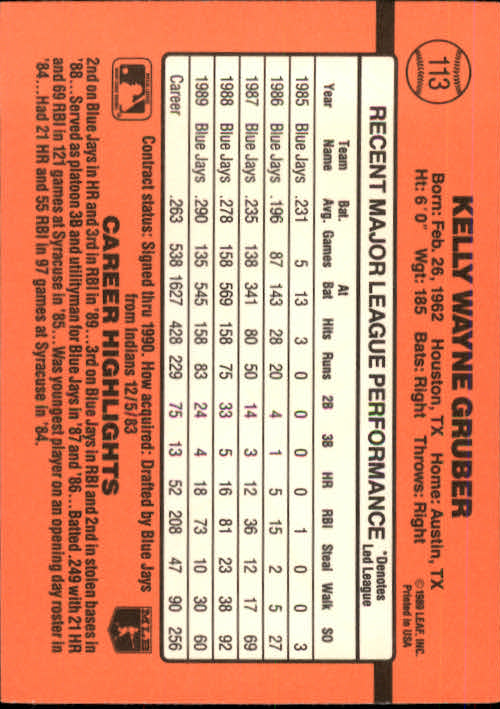 113
KELLY WAYNE GRUBER
Born: Feb. 26, 1962 Houston, TX Home: Austin, TX
Ht: 6'0" Wgt: 185 Bats: Right Throws: Right
© 1989 LEAF, INC.
Printed in USA
RECENT MAJOR LEAGUE PERFORMANCE
*Denotes
Led League
Year Team Name Bat. Avg. Games At Bat Hits Runs 2B 3B HR RBI Steal Walk SO
1985 Blue Jays .231 5 13 3 0 0 0 0 1 0 0 3
1986 Blue Jays .196 87 143 28 20 4 1 5 15 2 5 27
1987 Blue Jays .235 138 341 80 50 14 3 12 36 12 17 69
1988 Blue Jays .278 158 569 158 75 33 5 16 81 23 38 92
1989 Blue Jays .290 135 545 158 83 24 4 18 73 10 30 60
Career .263 538 1627 428 229 75 13 52 208 47 90 256
Contract status: Signed thru 1990. How acquired: Drafted by Blue Jays
from Indians 12/5/83
CAREER HIGHLIGHTS
MLB
2nd on Blue Jays in HR and 3rd in RBI in '89...3rd on Blue Jays in RBI and 2nd in stolen bases in
'88...Served as platoon 3B and utilityman for Blue Jays in '87 and '86...Batted .249 with 21 HR
and 69 RBI in 121 games at Syracuse in '85...Was youngest player on an opening day roster in
'84...Had 21 HR and 55 RBI in 97 games at Syracuse in '84.